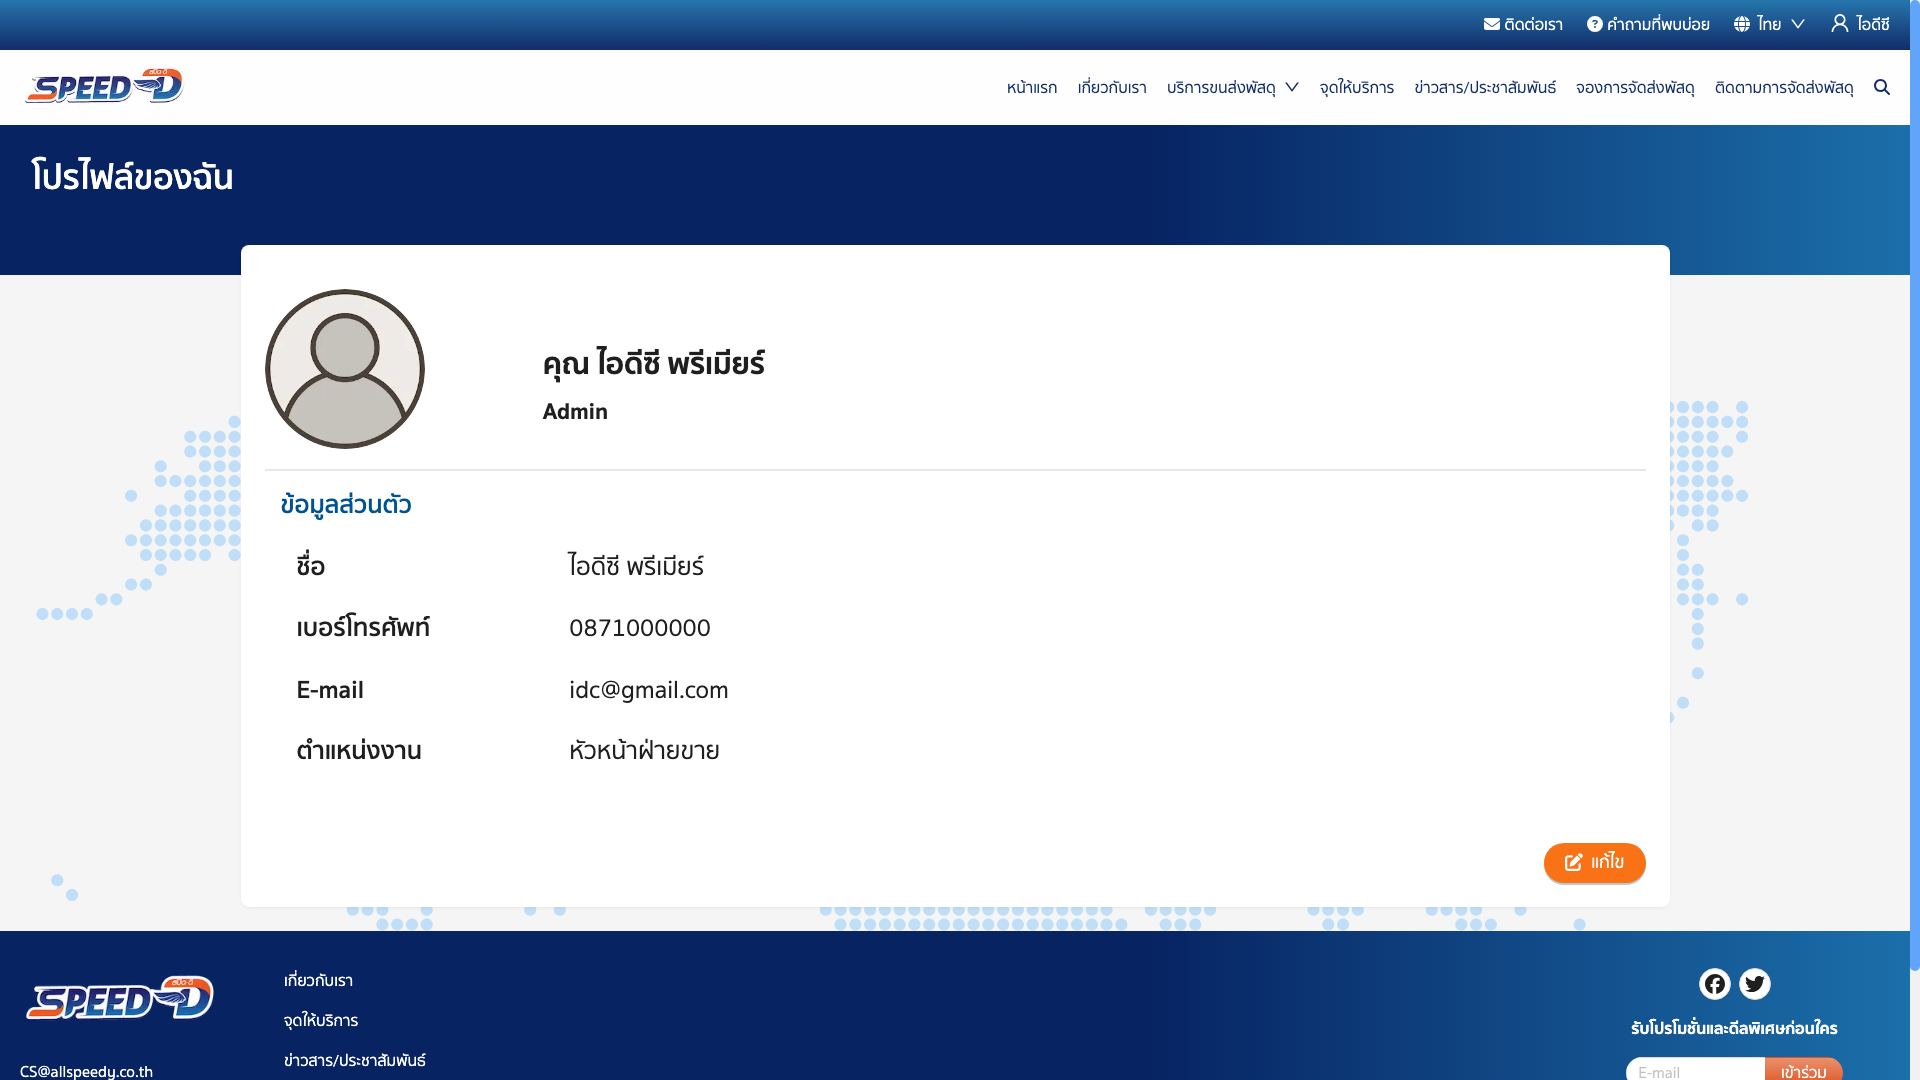 ติดต่อเรา คำถามที่พบบ่อย ไทย ไอดีซี
SPEED-D สปีด-ดี
หน้าแรก เกี่ยวกับเรา บริการขนส่งพัสดุ จุดให้บริการ ข่าวสาร/ประชาสัมพันธ์ จองการจัดส่งพัสดุ ติดตามการจัดส่งพัสดุ
โปรไฟล์ของฉัน
คุณ ไอดีซี พรีเมียร์
Admin
ข้อมูลส่วนตัว
ชื่อ ไอดีซี พรีเมียร์
เบอร์โทรศัพท์ 0871000000
E-mail idc@gmail.com
ตำแหน่งงาน หัวหน้าฝ่ายขาย
แก้ไข
SPEED-D สปีด-ดี
เกี่ยวกับเรา
จุดให้บริการ
ข่าวสาร/ประชาสัมพันธ์
CS@allspeedy.co.th
รับโปรโมชั่นและดีลพิเศษก่อนใคร
E-mail เข้าร่วม